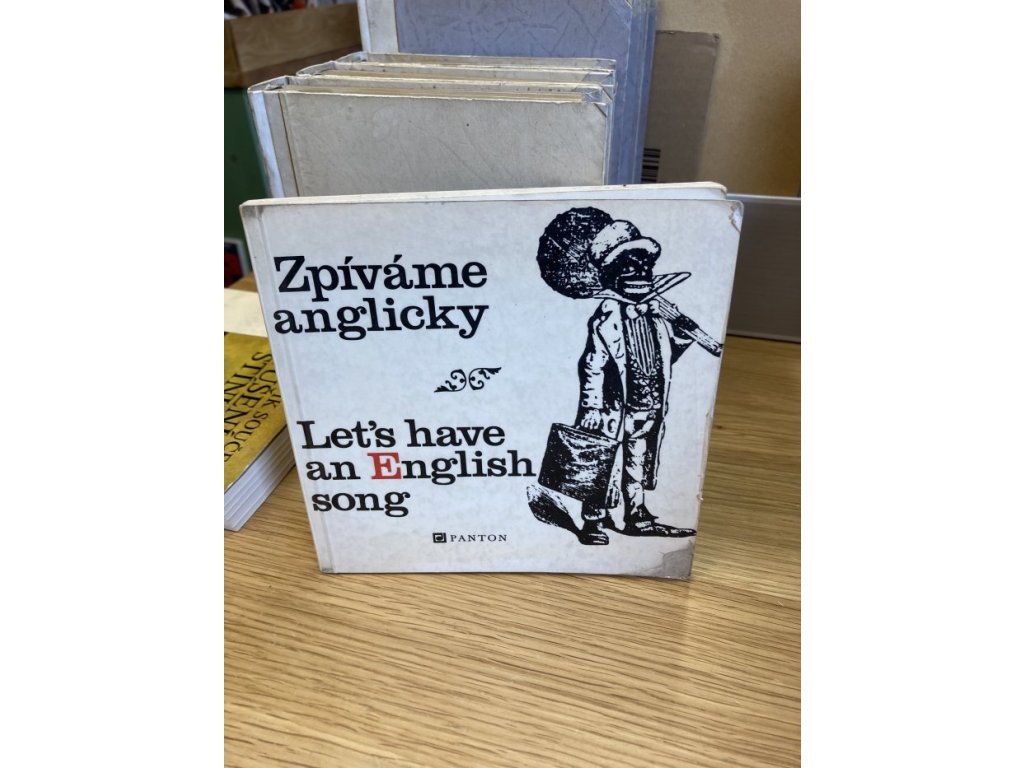 Zpíváme
anglicky
Let's have
an English
song
PANTON